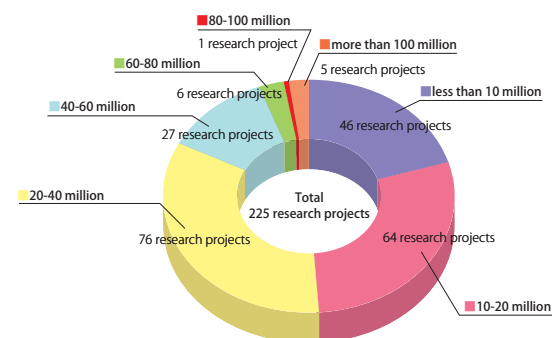 80-100 million
1 research project
more than 100 million
5 research projects
60-80 million
6 research projects
less than 10 million
46 research projects
40-60 million
27 research projects
20-40 million
76 research projects
Total
225 research projects
64 research projects
10-20 million